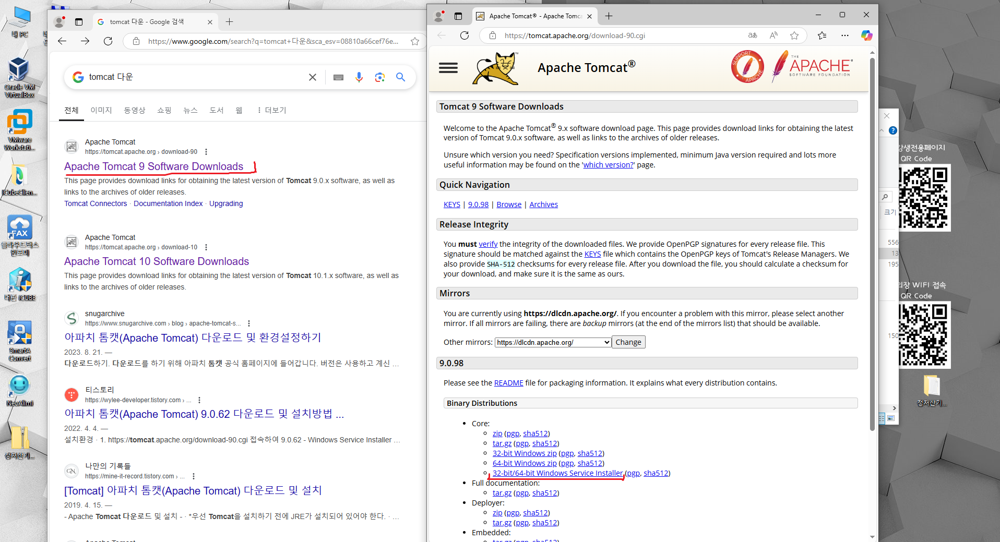 내 PC
Oracle VM
VirtualBox
VMware
Workstati...
ICubeClien...
FAX
클라우드팩스
인포미
더존 iCUBE
SmartA
Convert
NeoAlimi
정처산기...
tomcat 다운 - Google 검색
https://www.google.com/search?q=tomcat+다운&sca_esv=08810a66cef76e...
tomcat 다운
전체 이미지 동영상 쇼핑 뉴스 도서 웹 더보기
Apache Tomcat
https://tomcat.apache.org › download-90
Apache Tomcat 9 Software Downloads
This page provides download links for obtaining the latest version of Tomcat 9.0.x software, as well as
links to the archives of older releases.
Tomcat Connectors · Documentation Index · Upgrading
Apache Tomcat
https://tomcat.apache.org › download-10
Apache Tomcat 10 Software Downloads
This page provides download links for obtaining the latest version of Tomcat 10.1.x software, as well as
links to the archives of older releases.
snugarchive
https://www.snugarchive.com › blog › apache-tomcat-s...
아파치 톰캣(Apache Tomcat) 다운로드 및 환경설정하기
2023. 8. 21. —
다운로드하기. 다운로드를 하기 위해 아파치 톰캣 공식 홈페이지에 들어갑니다. 버전은 사용하고 계신 ...
티스토리
https://wylee-developer.tistory.com › ...
아파치 톰캣(Apache Tomcat) 9.0.62 다운로드 및 설치방법 ...
2022. 4. 4. —
설치환경 · 1. https://tomcat.apache.org/download-90.cgi 접속하여 9.0.62 - Windows Service Installer ...
나만의 기록들
GN
https://mine-it-record.tistory.com › ...
[Tomcat] 아파치 톰캣(Apache Tomcat) 다운로드 및 설치
2019. 4. 15. —
- Apache Tomcat 다운로드 및 설치 - · *우선 Tomcat을 설치하기 전에 JRE가 설치되어 있어야 한다. · ...
Apache Tomcat
Apache Tomcat® - Apache Tomca
https://tomcat.apache.org/download-90.cgi
Apache Tomcat®
SUPPORT APACHE
THE
APACHE®
SOFTWARE FOUNDATION
Tomcat 9 Software Downloads
Welcome to the Apache Tomcat® 9.x software download page. This page provides download links for obtaining the latest
version of Tomcat 9.0.x software, as well as links to the archives of older releases.
Unsure which version you need? Specification versions implemented, minimum Java version required and lots more
useful information may be found on the 'which version?' page.
Quick Navigation
KEYS | 9.0.98 | Browse | Archives
Release Integrity
You must verify the integrity of the downloaded files. We provide OpenPGP signatures for every release file. This
signature should be matched against the KEYS file which contains the OpenPGP keys of Tomcat's Release Managers. We
also provide SHA-512 checksums for every release file. After you download the file, you should calculate a checksum for
your download, and make sure it is the same as ours.
Mirrors
You are currently using https://dlcdn.apache.org/. If you encounter a problem with this mirror, please select another
mirror. If all mirrors are failing, there are backup mirrors (at the end of the mirrors list) that should be available.
Other mirrors: https://dlcdn.apache.org/ Change
9.0.98
Please see the README file for packaging information. It explains what every distribution contains.
Binary Distributions
Core:
zip (pgp, sha512)
tar.gz (pgp, sha512)
32-bit Windows zip (pgp, sha512)
64-bit Windows zip (pgp, sha512)
32-bit/64-bit Windows Service Installer (pgp, sha512)
Full documentation:
tar.gz (pgp, sha512)
Deployer:
zip (pgp, sha512)
tar.gz (pgp, sha512)
Embedded:
tar.gz (pgp, sha512)
크기
556
13
195
150
강생전용페이지
QR Code
의장 WIFI 접속
QR Code
정처산기...